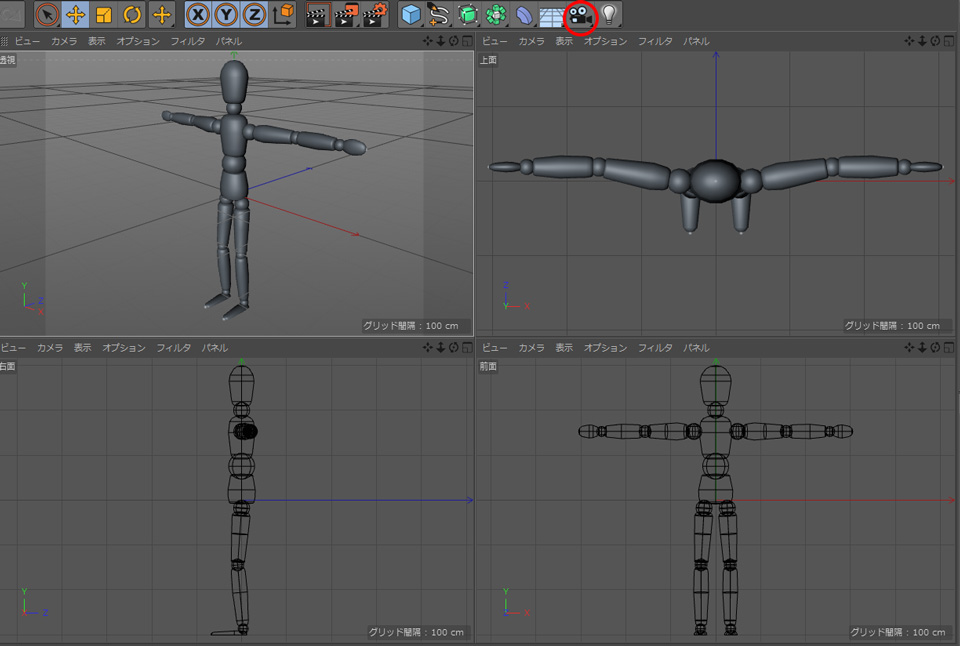 X Y Z
ビュー カメラ 表示 オプション フィルタ パネル
ビュー カメラ 表示 オプション フィルタ パネル
透視
上面
Y
Z
X
グリッド間隔 : 100 cm
Z
Y X
グリッド間隔 : 100 cm
ビュー カメラ 表示 オプション フィルタ パネル
ビュー カメラ 表示 オプション フィルタ パネル
右面
前面
Y
Z
グリッド間隔 : 100 cm
Y
X
グリッド間隔 : 100 cm